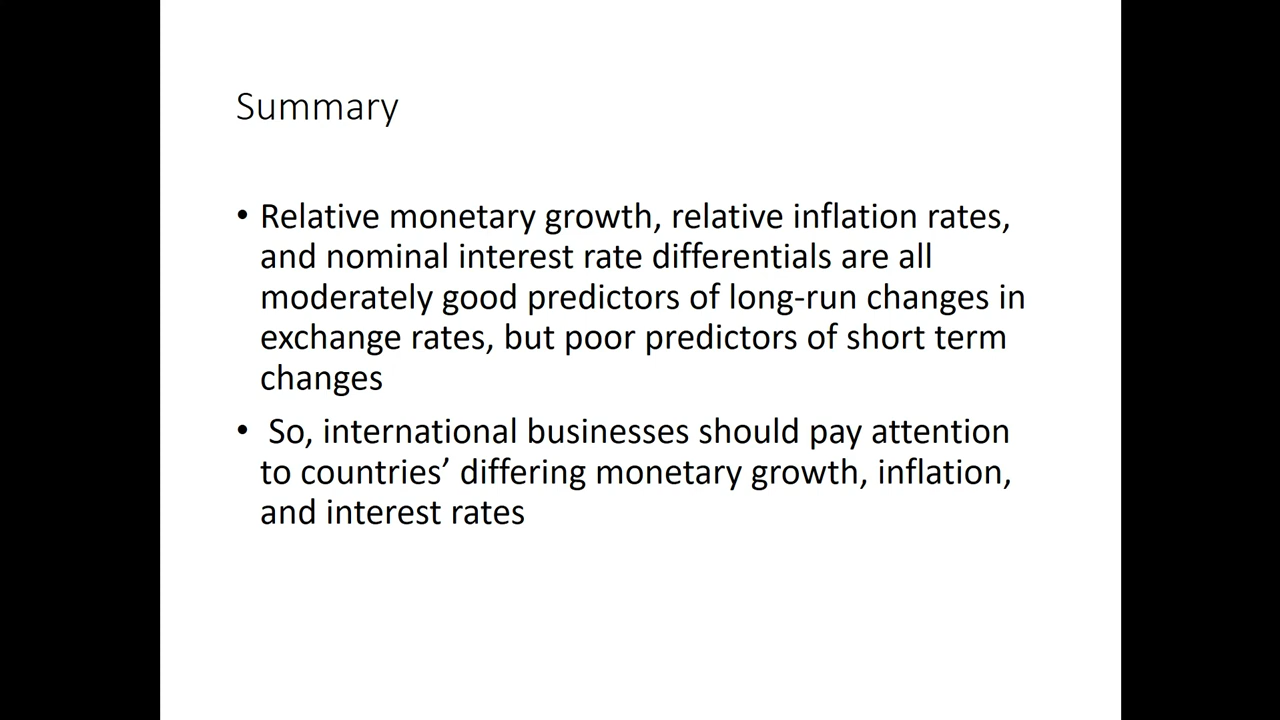 Summary
• Relative monetary growth, relative inflation rates,
and nominal interest rate differentials are all
moderately good predictors of long-run changes in
exchange rates, but poor predictors of short term
changes
• So, international businesses should pay attention
to countries’ differing monetary growth, inflation,
and interest rates